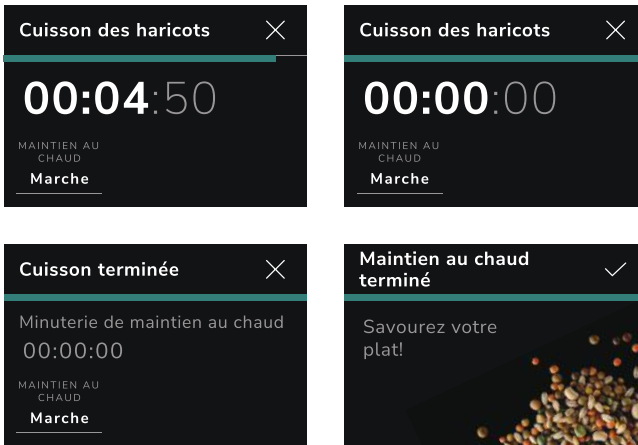 Cuisson des haricots
00:04:50
MAINTIEN AU
CHAUD
Marche
Cuisson des haricots
00:00:00
MAINTIEN AU
CHAUD
Marche
Cuisson terminée
Minuterie de maintien au chaud
00:00:00
MAINTIEN AU
CHAUD
Marche
Maintien au chaud
terminé
Savourez votre
plat!